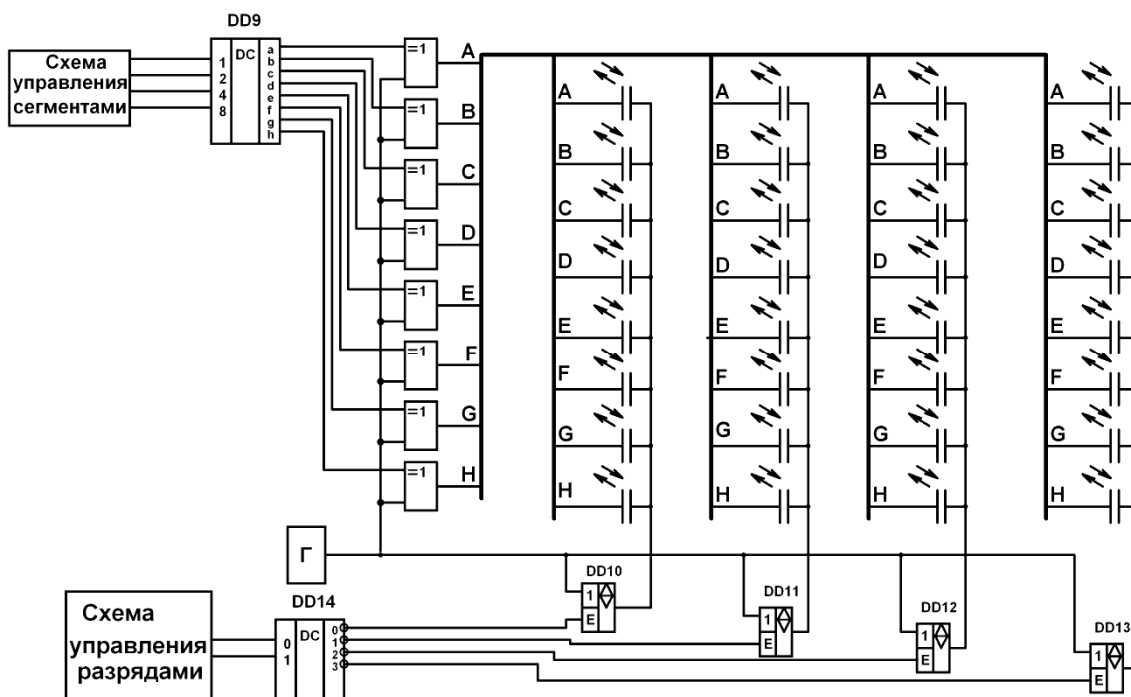 DD9
Схема
управления
сегментами
1
2
4
8
DC
a
b
c
d
e
f
g
h
=1
A
=1
B
=1
C
=1
D
=1
E
=1
F
=1
G
=1
H
A
A
A
A
B
B
B
B
C
C
C
C
D
D
D
D
E
E
E
E
F
F
F
F
G
G
G
G
H
H
H
H
Г
DD10
1
E
DD11
1
E
DD12
1
E
DD13
1
E
DD14
Схема
управления
разрядами
0
1
DC
0
1
2
3